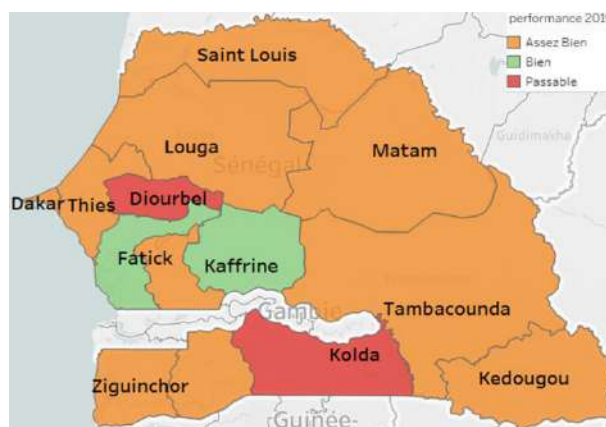 performance 201
Assez Bien
Bien
Passable
Saint Louis
Guidimakha
Louga
Sénégal
Matam
Dakar
Thies
Diourbel
Fatick
Kaffrine
Gambie
Tambacounda
Kolda
Ziguinchor
Kedougou
Guinée-